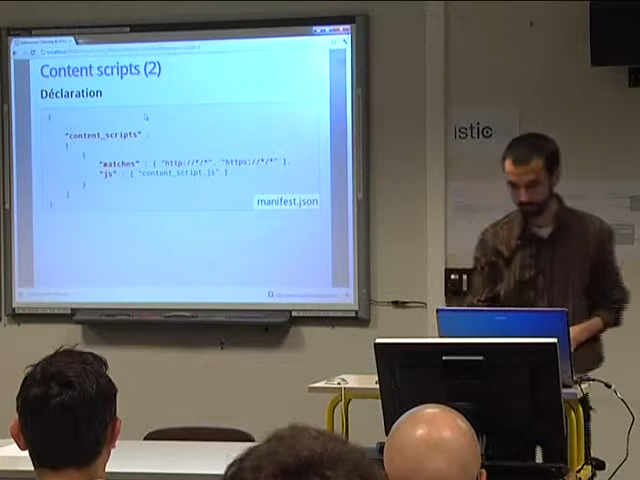 Content scripts (2)
Déclaration
{
"content_scripts" :
[
{
"matches" : [ "http://*/*", "https://*/*" ],
"js" : [ "content_script.js" ]
}
]
}
manifest.json
istic